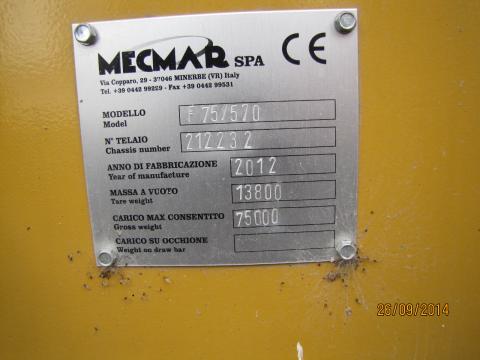 MECMAR SPA CE
Via Copparo, 29 - 37046 MINERBE (VR) Italy
Tel. +39 0442 99229 - Fax +39 0442 99531
MODELLO F 75/570
Model
N° TELAIO 212232
Chassis number
ANNO DI FABBRICAZIONE 2012
Year of manufacture
MASSA A VUOTO 13800
Tare weight
CARICO MAX CONSENTITO 75000
Gross weight
CARICO SU OCCHIONE
Weight on draw bar
26/09/2014